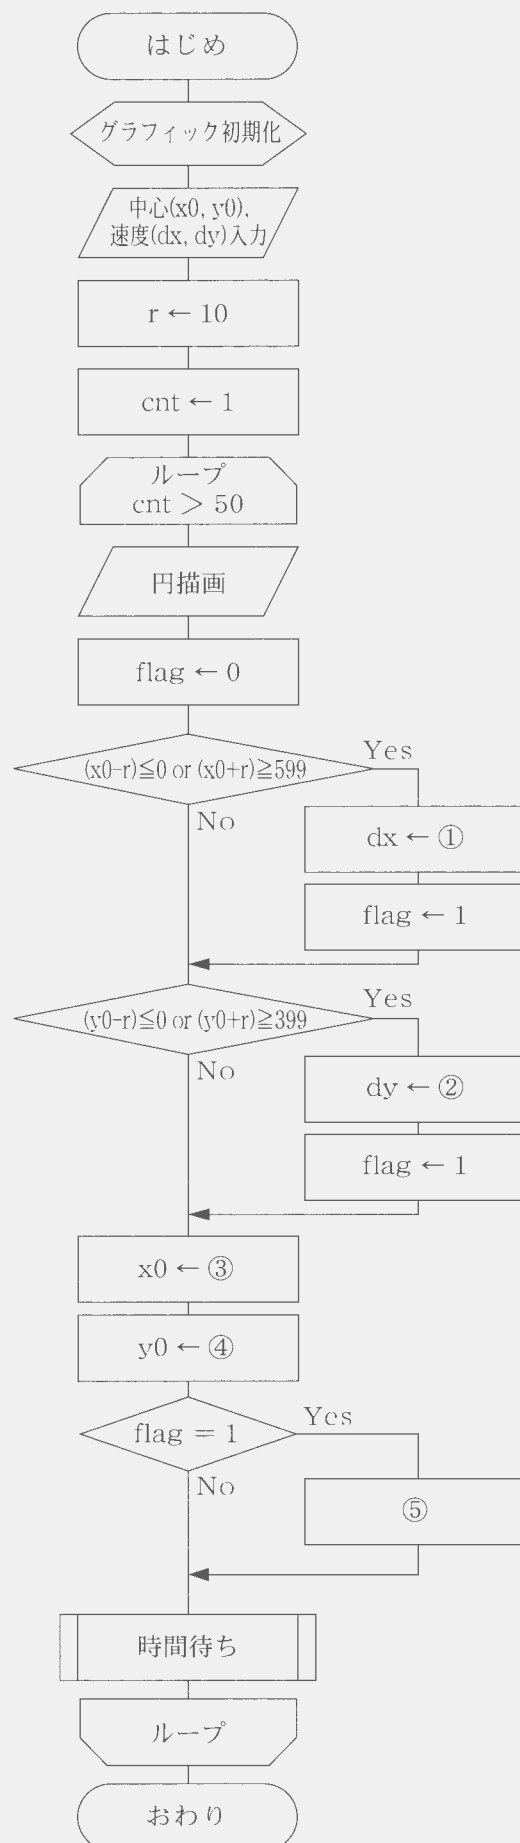 はじめ
グラフィック初期化
中心(x0, y0),
速度(dx, dy)入力
r ← 10
cnt ← 1
ループ
cnt > 50
円描画
flag ← 0
(x0-r)≦0 or (x0+r)≧599
Yes
No
dx ← ①
flag ← 1
(y0-r)≦0 or (y0+r)≧399
Yes
No
dy ← ②
flag ← 1
x0 ← ③
y0 ← ④
flag = 1
Yes
No
⑤
時間待ち
ループ
おわり